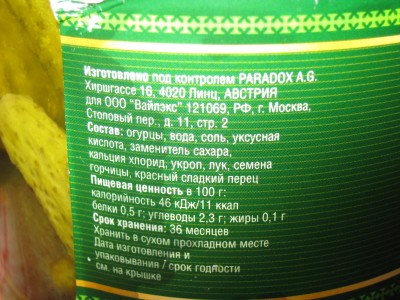 Изготовлено под контролем PARADOX A.G.
Хиршгассе 16, 4020 Линц, АВСТРИЯ
для ООО "Вайлэкс" 121069, РФ, г. Москва,
Столовый пер., д. 11, стр. 2
Состав: огурцы, вода, соль, уксусная
кислота, заменитель сахара,
кальция хлорид, укроп, лук, семена
горчицы, красный сладкий перец
Пищевая ценность в 100 г:
калорийность 46 кДж/11 ккал
белки 0,5 г; углеводы 2,3 г; жиры 0,1 г
Срок хранения: 36 месяцев
Хранить в сухом прохладном месте
Дата изготовления и
упаковывания / срок годности
см. на крышке